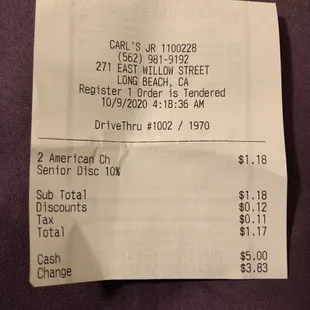 CARL'S JR 1100228
(562) 981-9192
271 EAST WILLOW STREET
LONG BEACH, CA
Register 1 Order is Tendered
10/9/2020 4:18:36 AM
DriveThru #1002 / 1970
2 American Ch $1.18
Senior Disc 10%
Sub Total $1.18
Discounts $0.12
Tax $0.11
Total $1.17
Cash $5.00
Change $3.83